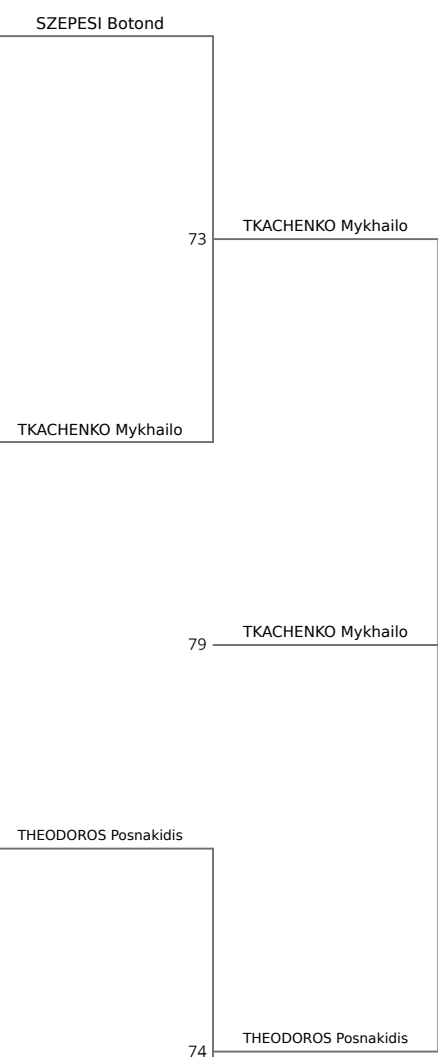 SZEPESI Botond
TKACHENKO Mykhailo
73
TKACHENKO Mykhailo
TKACHENKO Mykhailo
79
THEODOROS Posnakidis
THEODOROS Posnakidis
74